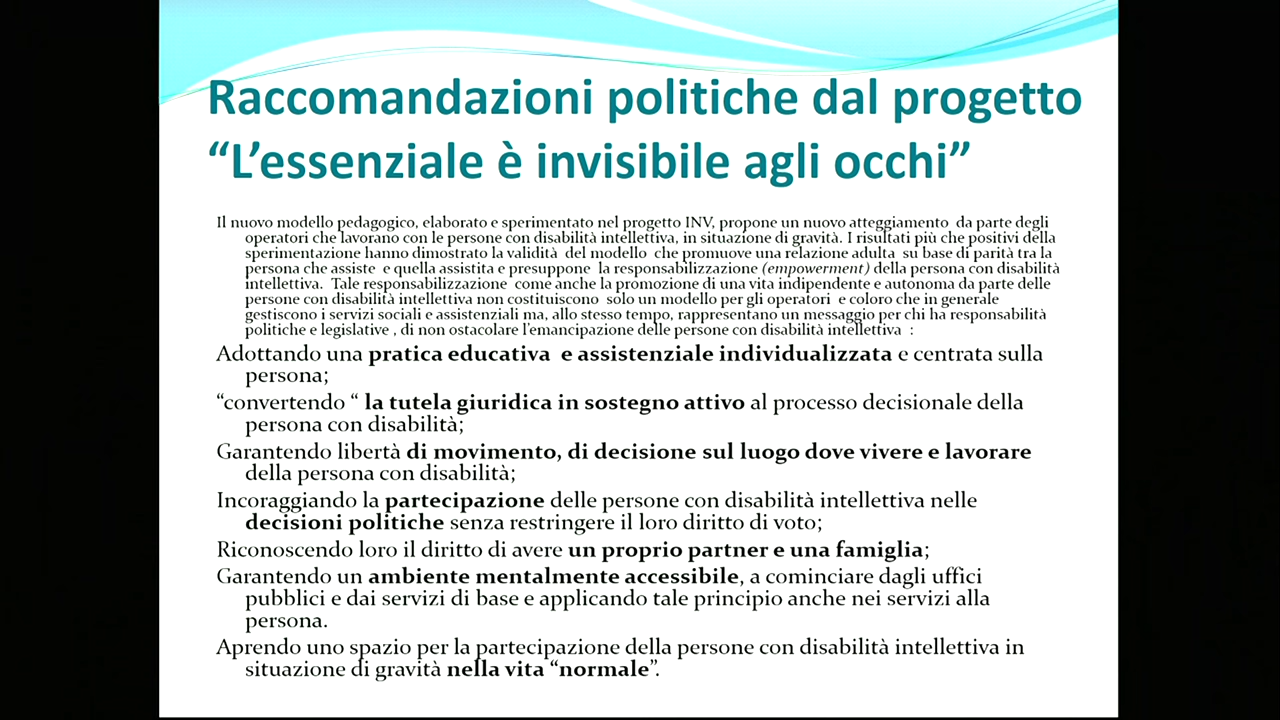 Raccomandazioni politiche dal progetto
“L’essenziale è invisibile agli occhi”
Il nuovo modello pedagogico, elaborato e sperimentato nel progetto INV, propone un nuovo atteggiamento da parte degli
operatori che lavorano con le persone con disabilità intellettiva, in situazione di gravità. I risultati più che positivi della
sperimentazione hanno dimostrato la validità del modello che promuove una relazione adulta su base di parità tra la
persona che assiste e quella assistita e presuppone la responsabilizzazione (empowerment) della persona con disabilità
intellettiva. Tale responsabilizzazione come anche la promozione di una vita indipendente e autonoma da parte delle
persone con disabilità intellettiva non costituiscono solo un modello per gli operatori e coloro che in generale
gestiscono i servizi sociali e assistenziali ma, allo stesso tempo, rappresentano un messaggio per chi ha responsabilità
politiche e legislative , di non ostacolare l’emancipazione delle persone con disabilità intellettiva :
Adottando una pratica educativa e assistenziale individualizzata e centrata sulla
persona;
“convertendo “ la tutela giuridica in sostegno attivo al processo decisionale della
persona con disabilità;
Garantendo libertà di movimento, di decisione sul luogo dove vivere e lavorare
della persona con disabilità;
Incoraggiando la partecipazione delle persone con disabilità intellettiva nelle
decisioni politiche senza restringere il loro diritto di voto;
Riconoscendo loro il diritto di avere un proprio partner e una famiglia;
Garantendo un ambiente mentalmente accessibile, a cominciare dagli uffici
pubblici e dai servizi di base e applicando tale principio anche nei servizi alla
persona.
Aprendo uno spazio per la partecipazione della persone con disabilità intellettiva in
situazione di gravità nella vita “normale”.